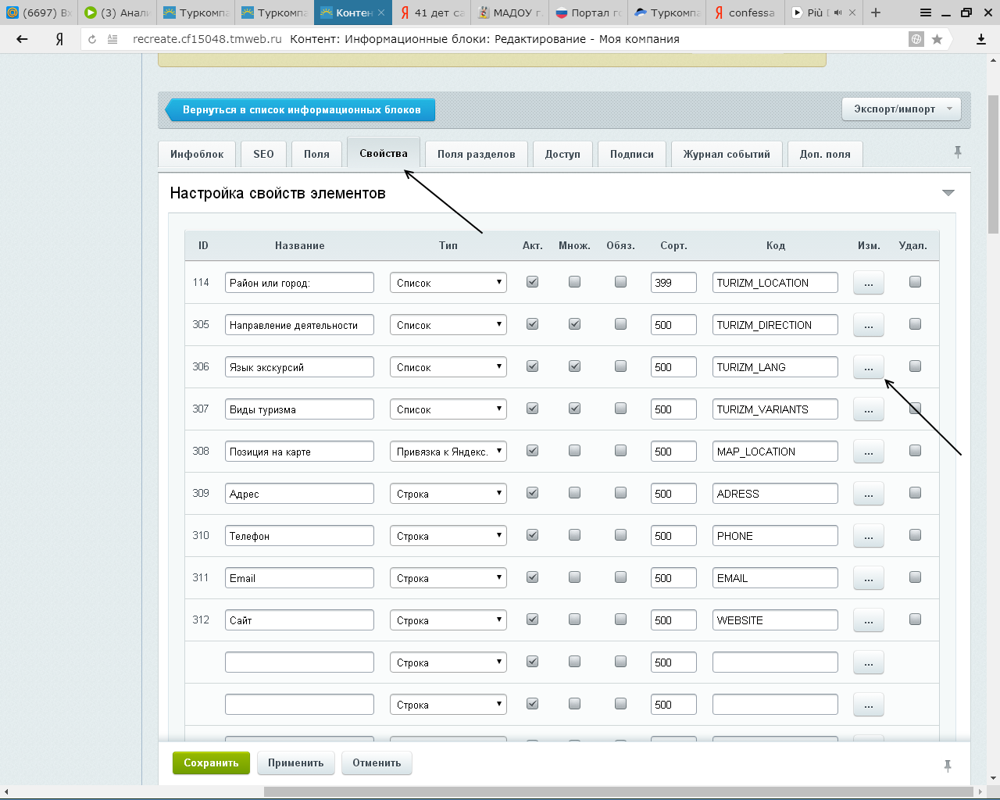 (6697) Вх
(3) Анали
Туркомпа
Туркомпа
Контен
41 дет са
МАДОУ г.
Портал го
Туркомпа
confessa
Più D
recreate.cf15048.tmweb.ru Контент: Информационные блоки: Редактирование - Моя компания
Вернуться в список информационных блоков
Экспорт/импорт
Инфоблок SEO Поля Свойства Поля разделов Доступ Подписи Журнал событий Доп. поля
Настройка свойств элементов
ID Название Тип Акт. Множ. Обяз. Сорт. Код Изм. Удал.
114 Район или город: Список 399 TURIZM_LOCATION ...
305 Направление деятельности Список 500 TURIZM_DIRECTION ...
306 Язык экскурсий Список 500 TURIZM_LANG ...
307 Виды туризма Список 500 TURIZM_VARIANTS ...
308 Позиция на карте Привязка к Яндекс. 500 MAP_LOCATION ...
309 Адрес Строка 500 ADRESS ...
310 Телефон Строка 500 PHONE ...
311 Email Строка 500 EMAIL ...
312 Сайт Строка 500 WEBSITE ...
Строка 500 ...
Строка 500 ...
Сохранить Применить Отменить